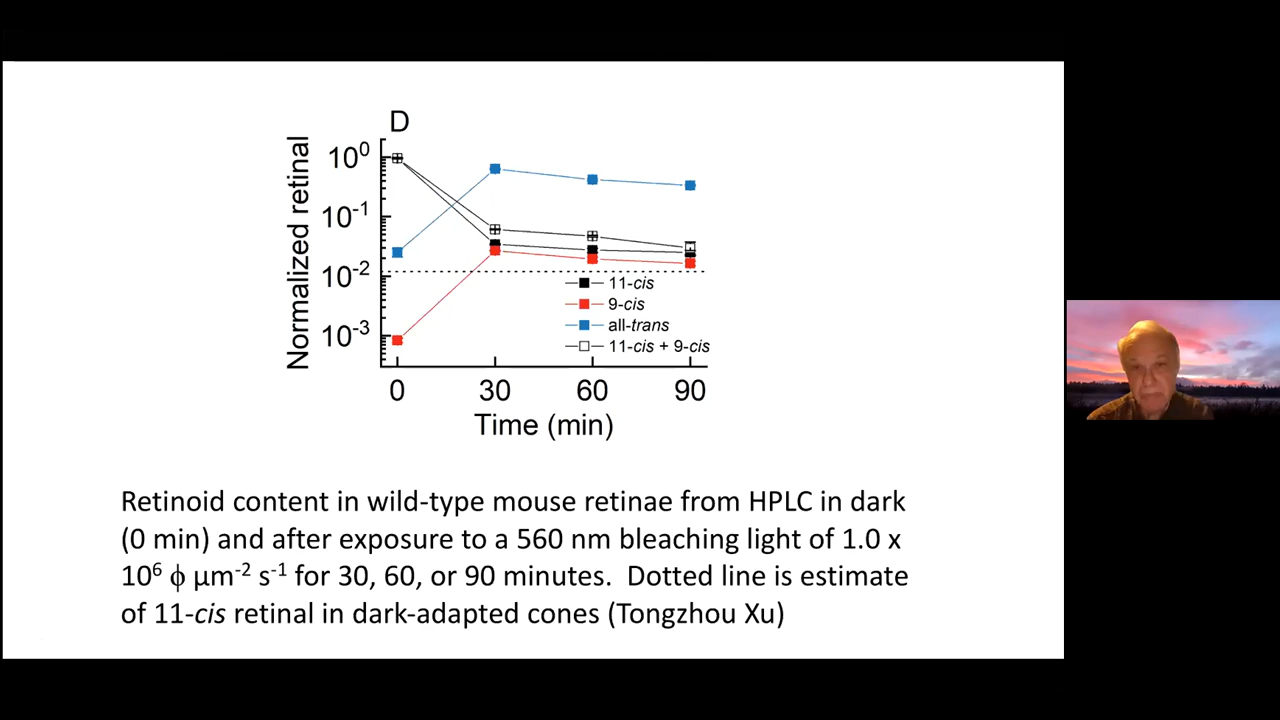 D
Normalized retinal
10⁰
10⁻¹
10⁻²
10⁻³
11-cis
9-cis
all-trans
11-cis + 9-cis
0 30 60 90
Time (min)
Retinoid content in wild-type mouse retinae from HPLC in dark
(0 min) and after exposure to a 560 nm bleaching light of 1.0 x
10⁶ ϕ μm⁻² s⁻¹ for 30, 60, or 90 minutes. Dotted line is estimate
of 11-cis retinal in dark-adapted cones (Tongzhou Xu)